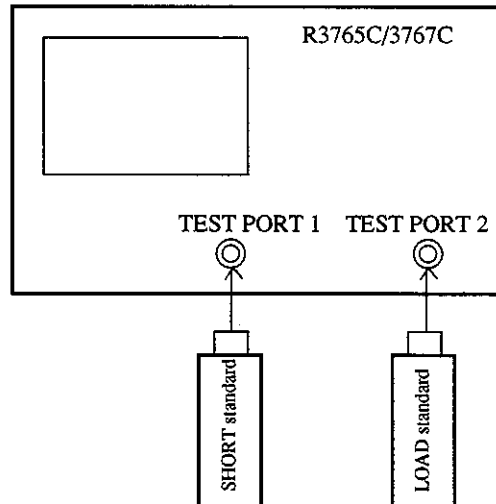 R3765C/3767C
TEST PORT 1
TEST PORT 2
SHORT standard
LOAD standard